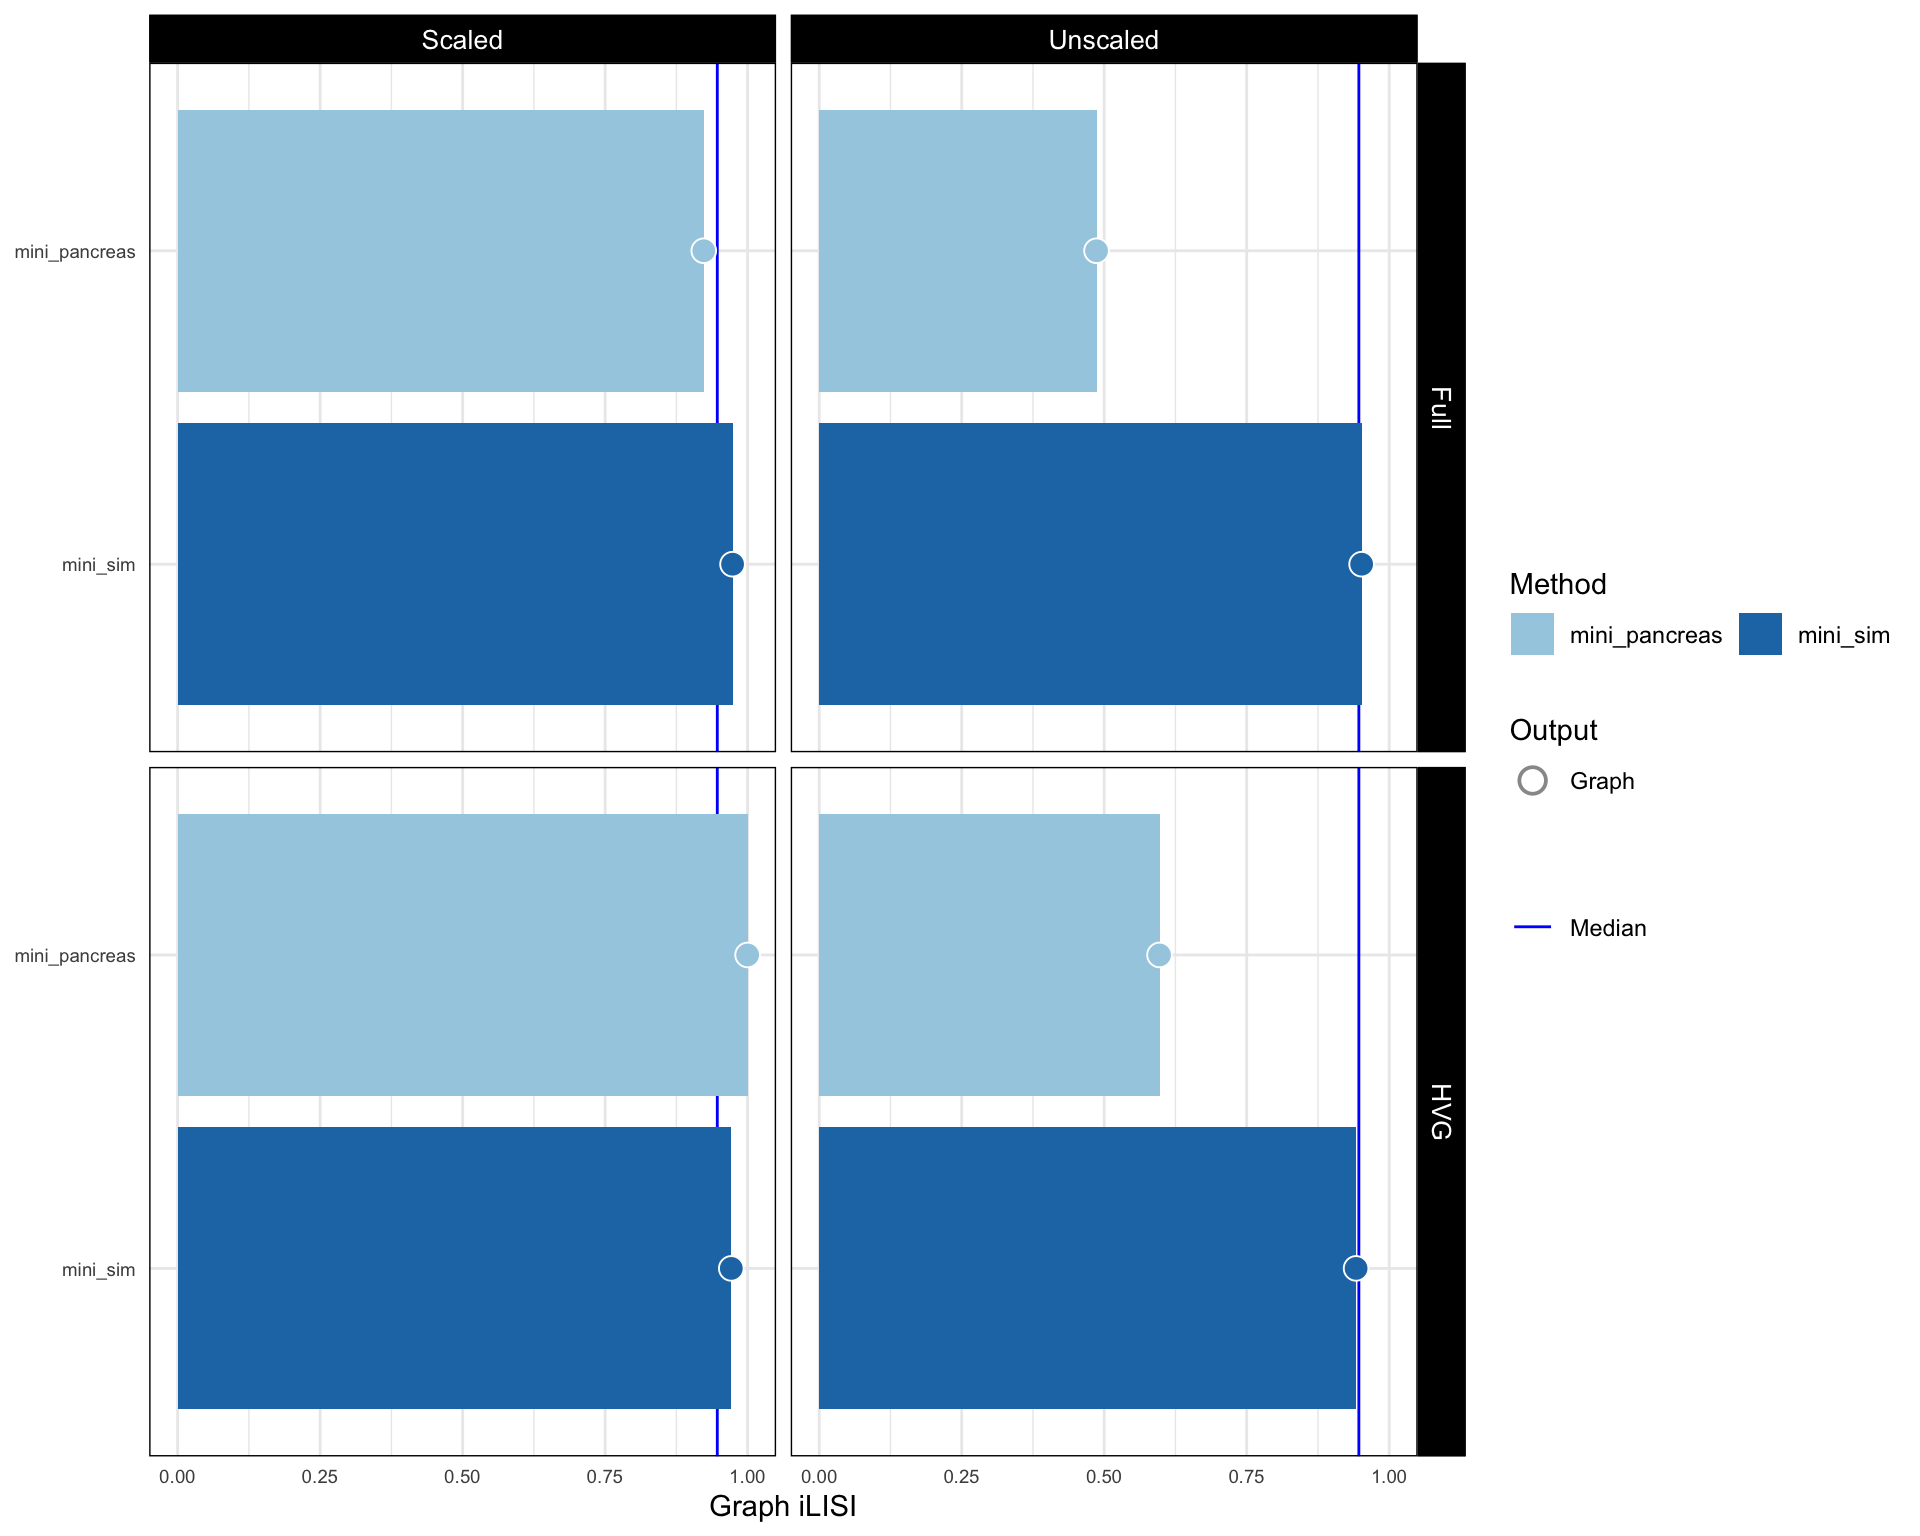 Scaled
Unscaled
mini_pancreas
mini_sim
Full
mini_pancreas
mini_sim
HVG
0.00 0.25 0.50 0.75 1.00
0.00 0.25 0.50 0.75 1.00
Graph iLISI
Method
mini_pancreas
mini_sim
Output
Graph
Median